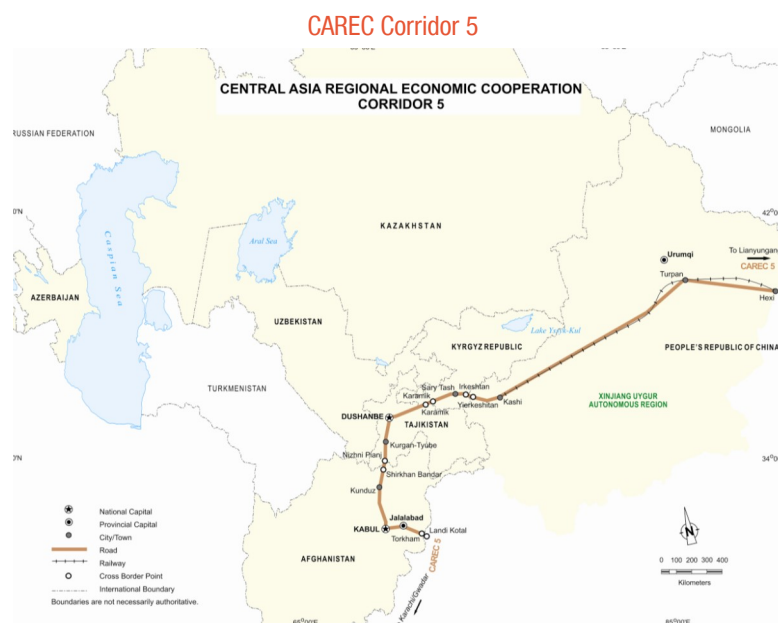 CAREC Corridor 5
CENTRAL ASIA REGIONAL ECONOMIC COOPERATION
CORRIDOR 5
RUSSIAN FEDERATION
MONGOLIA
KAZAKHSTAN
Caspian Sea
Aral Sea
42°0
To Lianyungang
CAREC 5
Urumqi
Turpan
Hexi
AZERBAIJAN
UZBEKISTAN
KYRGYZ REPUBLIC
PEOPLE'S REPUBLIC OF CHINA
TURKMENISTAN
Sary Tash
Irkeshtan
Karamik
Yierkeshitan
Kashi
Karamik
XINJIANG UYGUR
AUTONOMOUS REGION
DUSHANBE
TAJIKISTAN
Kurgan-Tyube
Nizhni Pianj
34°0
Shirkhan Bandar
Kunduz
Jalalabad
KABUL
Landi Kotal
Torkham
AFGHANISTAN
CAREC 5
Karachi/Gwadar
National Capital
Provincial Capital
City/Town
Road
Railway
Cross Border Point
International Boundary
Boundaries are not necessarily authoritative.
N
0 100 200 300 400
Kilometers